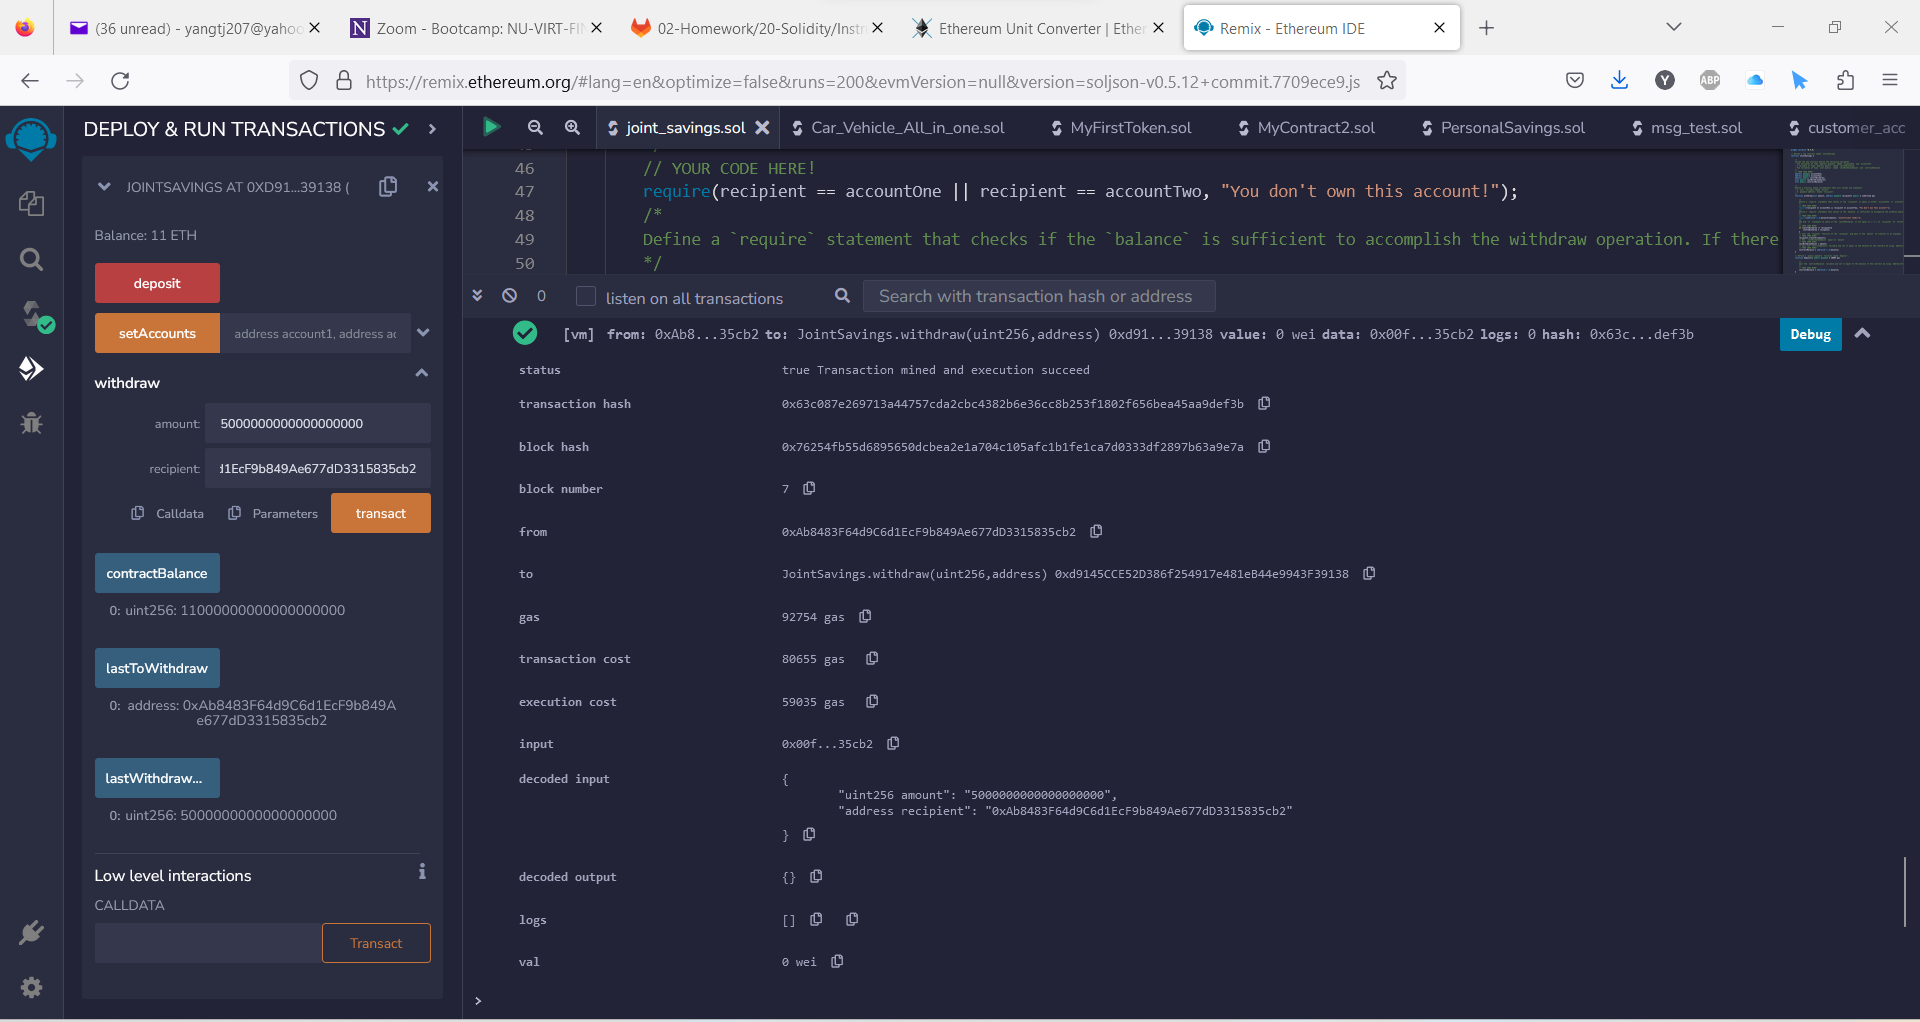 (36 unread) - yangtj207@yahoo
Zoom - Bootcamp: NU-VIRT-FIN
02-Homework/20-Solidity/Instru
Ethereum Unit Converter | Ether
Remix - Ethereum IDE
https://remix.ethereum.org/#lang=en&optimize=false&runs=200&evmVersion=null&version=soljson-v0.5.12+commit.7709ece9.js
Y
ABP
DEPLOY & RUN TRANSACTIONS
joint_savings.sol
Car_Vehicle_All_in_one.sol
MyFirstToken.sol
MyContract2.sol
PersonalSavings.sol
msg_test.sol
customer_acc
JOINTSAVINGS AT 0XD91...39138 (
Balance: 11 ETH
deposit
setAccounts
address account1, address ac
withdraw
amount:
5000000000000000000
recipient:
d1EcF9b849Ae677dD3315835cb2
Calldata
Parameters
transact
contractBalance
0: uint256: 11000000000000000000
lastToWithdraw
0: address: 0xAb8483F64d9C6d1EcF9b849A
e677dD3315835cb2
lastWithdraw...
0: uint256: 5000000000000000000
Low level interactions
i
CALLDATA
Transact
46 // YOUR CODE HERE!
47 require(recipient == accountOne || recipient == accountTwo, "You don't own this account!");
48 /*
49 Define a `require` statement that checks if the `balance` is sufficient to accomplish the withdraw operation. If there
50 */
0
listen on all transactions
Search with transaction hash or address
[vm] from: 0xAb8...35cb2 to: JointSavings.withdraw(uint256,address) 0xd91...39138 value: 0 wei data: 0x00f...35cb2 logs: 0 hash: 0x63c...def3b
Debug
status true Transaction mined and execution succeed
transaction hash 0x63c087e269713a44757cda2cbc4382b6e36cc8b253f1802f656bea45aa9def3b
block hash 0x76254fb55d6895650dcbea2e1a704c105afc1b1fe1ca7d0333df2897b63a9e7a
block number 7
from 0xAb8483F64d9C6d1EcF9b849Ae677dD3315835cb2
to JointSavings.withdraw(uint256,address) 0xd9145CCE52D386f254917e481eB44e9943F39138
gas 92754 gas
transaction cost 80655 gas
execution cost 59035 gas
input 0x00f...35cb2
decoded input {
"uint256 amount": "5000000000000000000",
"address recipient": "0xAb8483F64d9C6d1EcF9b849Ae677dD3315835cb2"
}
decoded output {}
logs []
val 0 wei
>